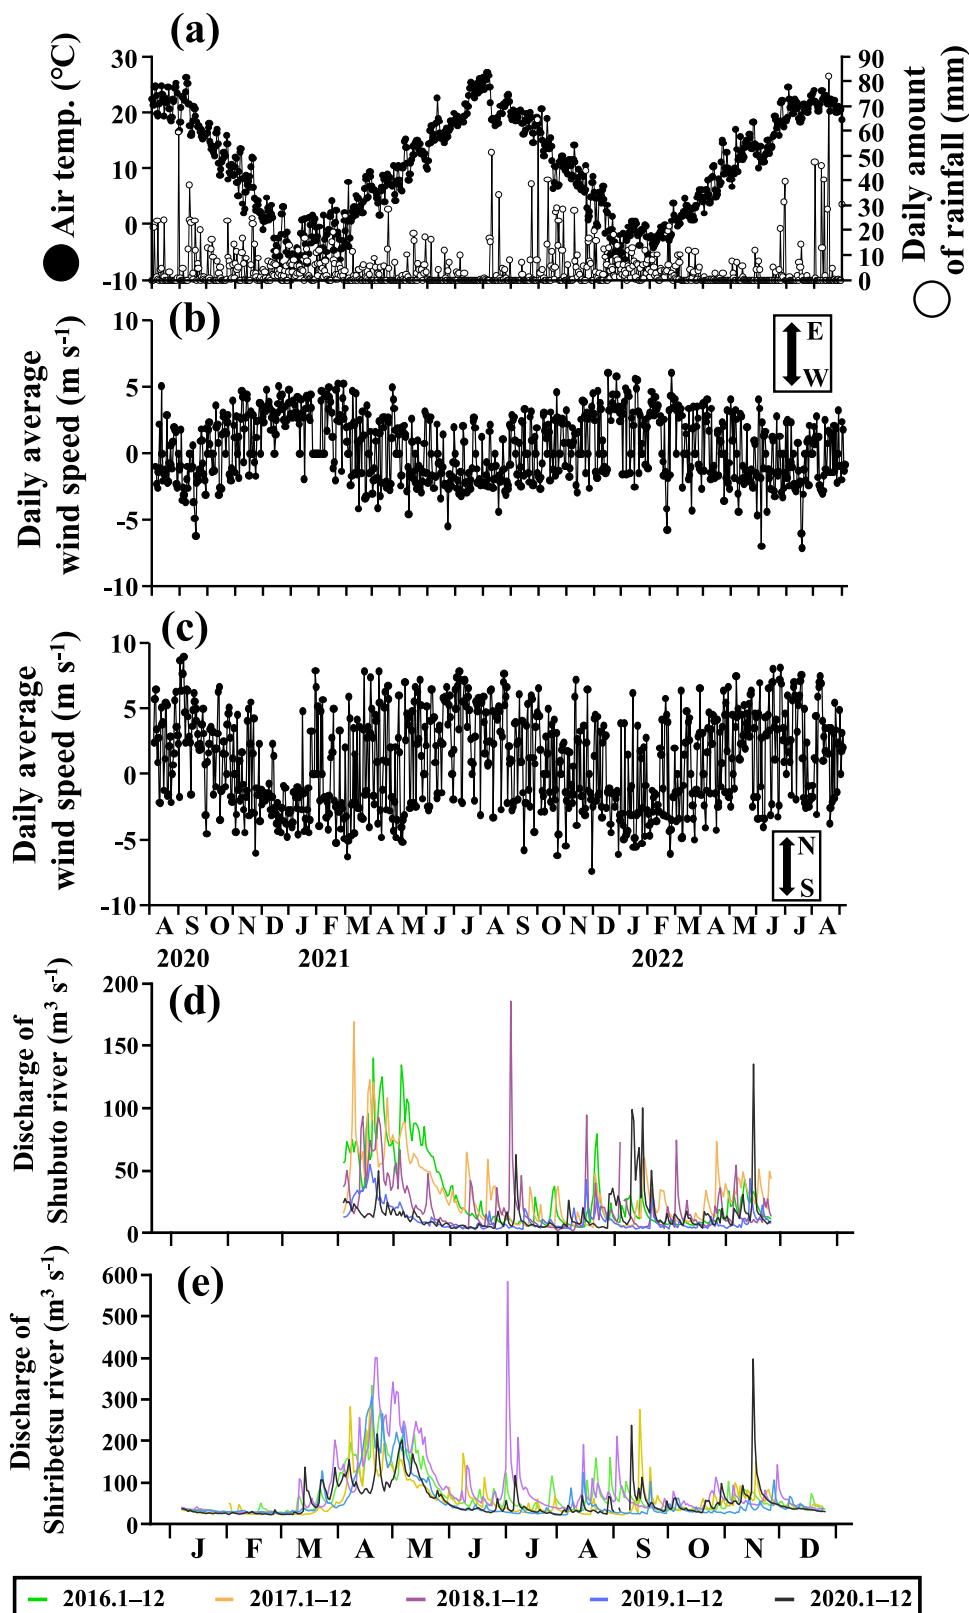 (a)
Air temp. (°C)
30
20
10
0
-10
90
80
70
60
50
40
30
20
10
0
Daily amount
of rainfall (mm)
(b)
Daily average
wind speed (m s-1)
10
5
0
-5
-10
E
W
(c)
Daily average
wind speed (m s-1)
10
5
0
-5
-10
N
S
A S O N D J F M A M J J A S O N D J F M A M J J A
2020 2021 2022
(d)
Discharge of
Shubuto river (m3 s-1)
200
150
100
50
0
(e)
Discharge of
Shiribetsu river (m3 s-1)
600
500
400
300
200
100
0
J F M A M J J A S O N D
2016.1–12 2017.1–12 2018.1–12 2019.1–12 2020.1–12